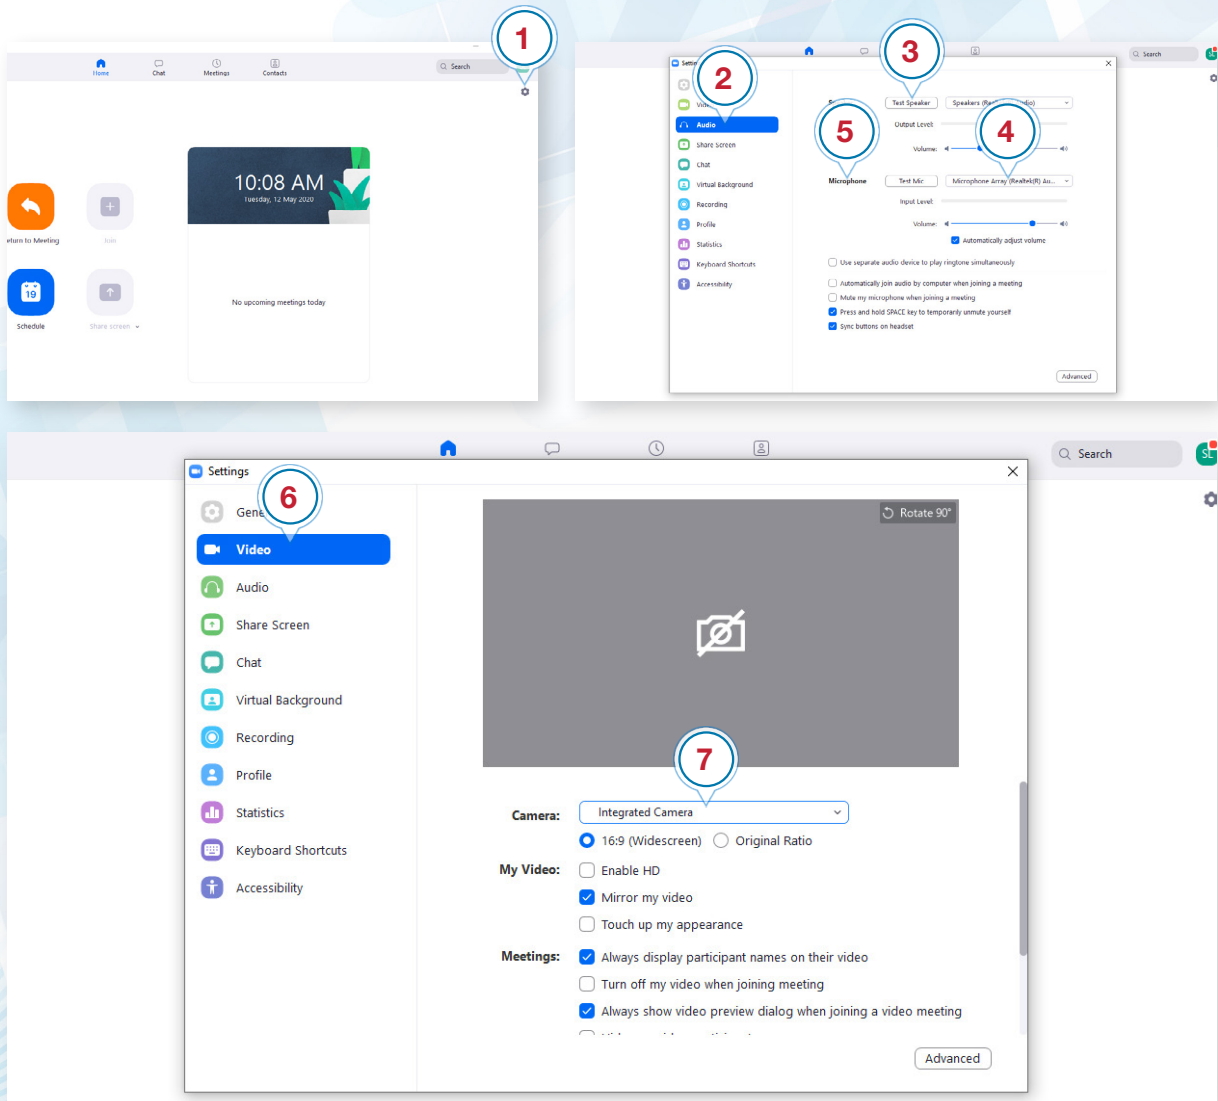 1
Home
Chat
Meetings
Contacts
Search
10:08 AM
Tuesday, 12 May 2020
eturn to Meeting
Join
19
Schedule
Share screen
No upcoming meetings today
2
3
Search
Audio
Share Screen
Chat
Virtual Background
Recording
Profile
Statistics
Keyboard Shortcuts
Accessibility
Test Speaker
Output Level:
Volume:
5
4
Microphone
Test Mic
Microphone Array (Realtek(R) Au...
Input Level:
Volume:
Automatically adjust volume
Use separate audio device to play ringtone simultaneously
Automatically join audio by computer when joining a meeting
Mute my microphone when joining a meeting
Press and hold SPACE key to temporarily unmute yourself
Sync buttons on headset
Advanced
Search
SL
Settings
6
Gene
Video
Audio
Share Screen
Chat
Virtual Background
Recording
Profile
Statistics
Keyboard Shortcuts
Accessibility
Rotate 90°
7
Camera:
Integrated Camera
16:9 (Widescreen)
Original Ratio
My Video:
Enable HD
Mirror my video
Touch up my appearance
Meetings:
Always display participant names on their video
Turn off my video when joining meeting
Always show video preview dialog when joining a video meeting
Advanced